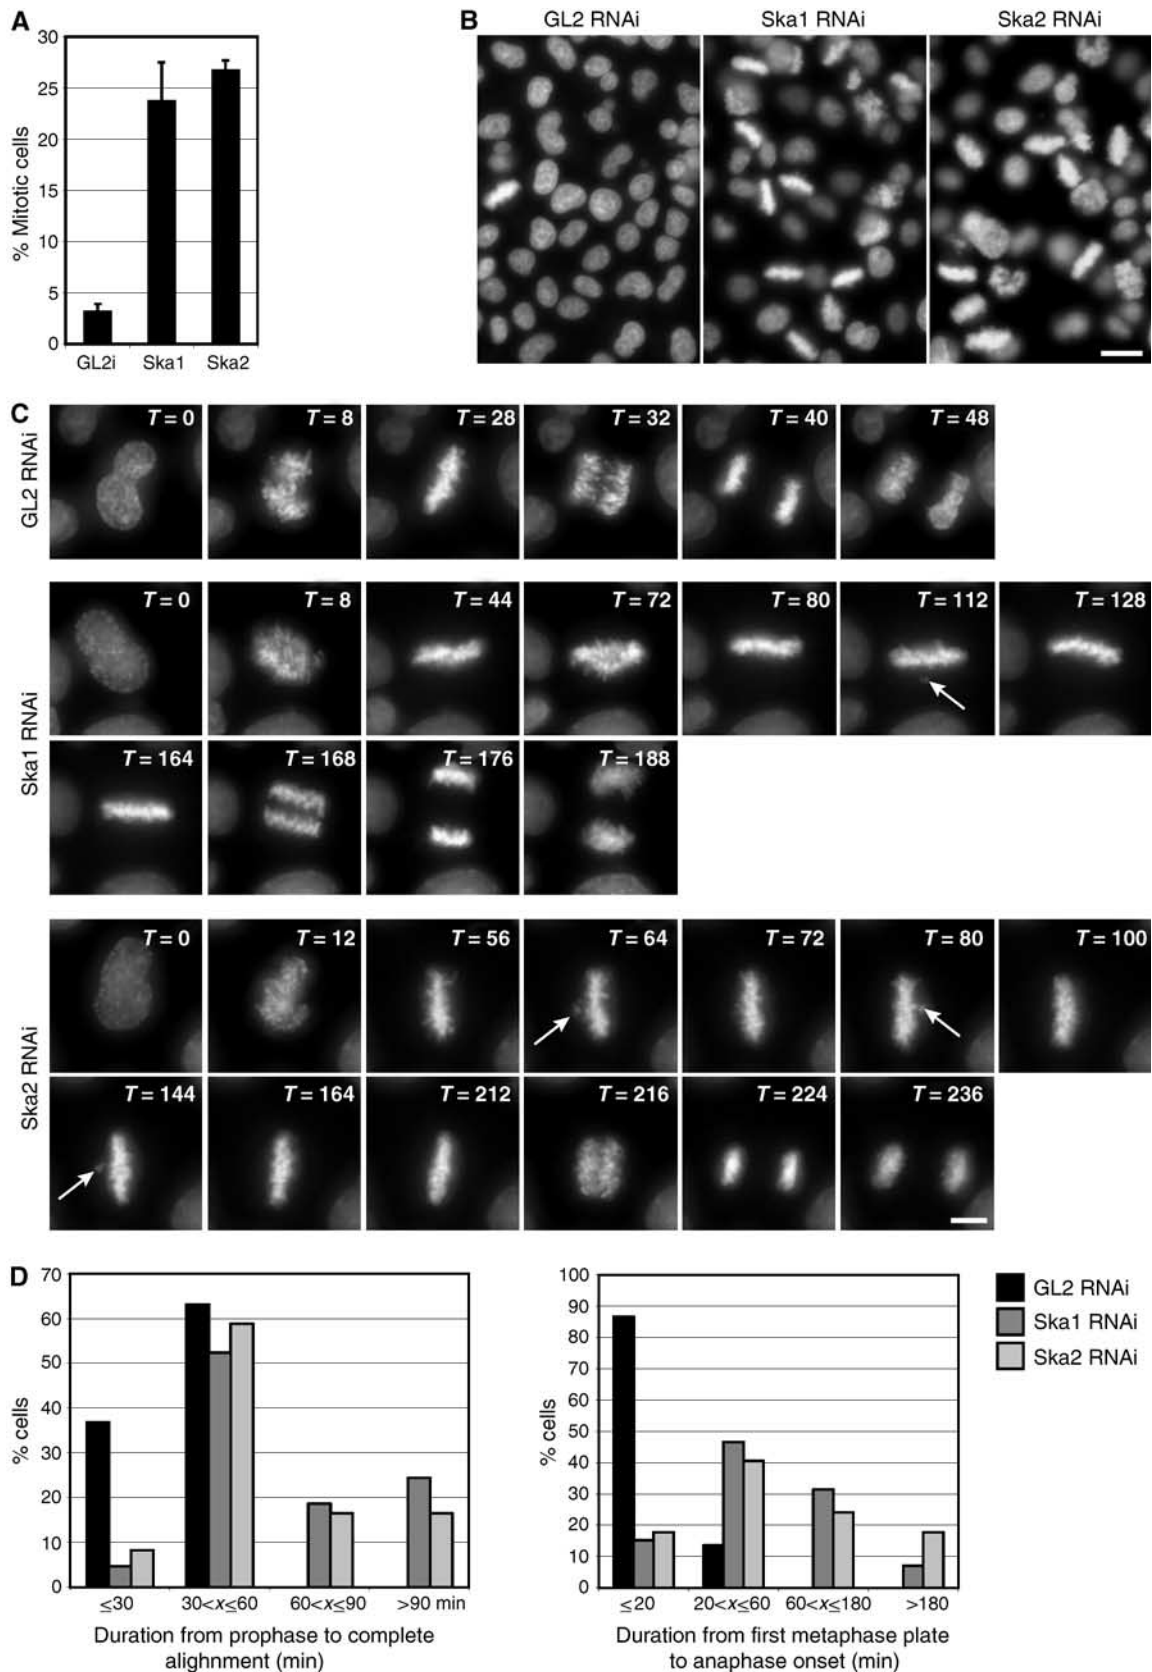 A
30
25
20
15
10
5
0
% Mitotic cells
GL2i Ska1 Ska2
B
GL2 RNAi Ska1 RNAi Ska2 RNAi
C
GL2 RNAi
T = 0 T = 8 T = 28 T = 32 T = 40 T = 48
Ska1 RNAi
T = 0 T = 8 T = 44 T = 72 T = 80 T = 112 T = 128
T = 164 T = 168 T = 176 T = 188
Ska2 RNAi
T = 0 T = 12 T = 56 T = 64 T = 72 T = 80 T = 100
T = 144 T = 164 T = 212 T = 216 T = 224 T = 236
D
70
60
50
40
30
20
10
0
% cells
≤30 30<x≤60 60<x≤90 >90 min
Duration from prophase to complete
alighnment (min)
100
90
80
70
60
50
40
30
20
10
0
% cells
≤20 20<x≤60 60<x≤180 >180
Duration from first metaphase plate
to anaphase onset (min)
GL2 RNAi
Ska1 RNAi
Ska2 RNAi